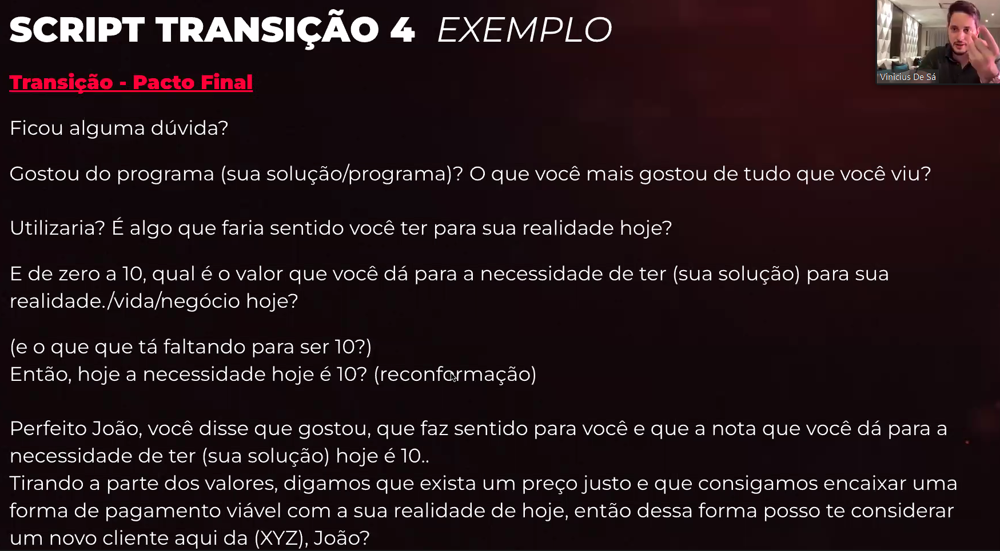 SCRIPT TRANSIÇÃO 4 EXEMPLO
Vinicius De Sá
Transição - Pacto Final
Ficou alguma dúvida?
Gostou do programa (sua solução/programa)? O que você mais gostou de tudo que você viu?
Utilizaria? É algo que faria sentido você ter para sua realidade hoje?
E de zero a 10, qual é o valor que você dá para a necessidade de ter (sua solução) para sua
realidade./vida/negócio hoje?
(e o que que tá faltando para ser 10?)
Então, hoje a necessidade hoje é 10? (reconformação)
Perfeito João, você disse que gostou, que faz sentido para você e que a nota que você dá para a
necessidade de ter (sua solução) hoje é 10..
Tirando a parte dos valores, digamos que exista um preço justo e que consigamos encaixar uma
forma de pagamento viável com a sua realidade de hoje, então dessa forma posso te considerar
um novo cliente aqui da (XYZ), João?